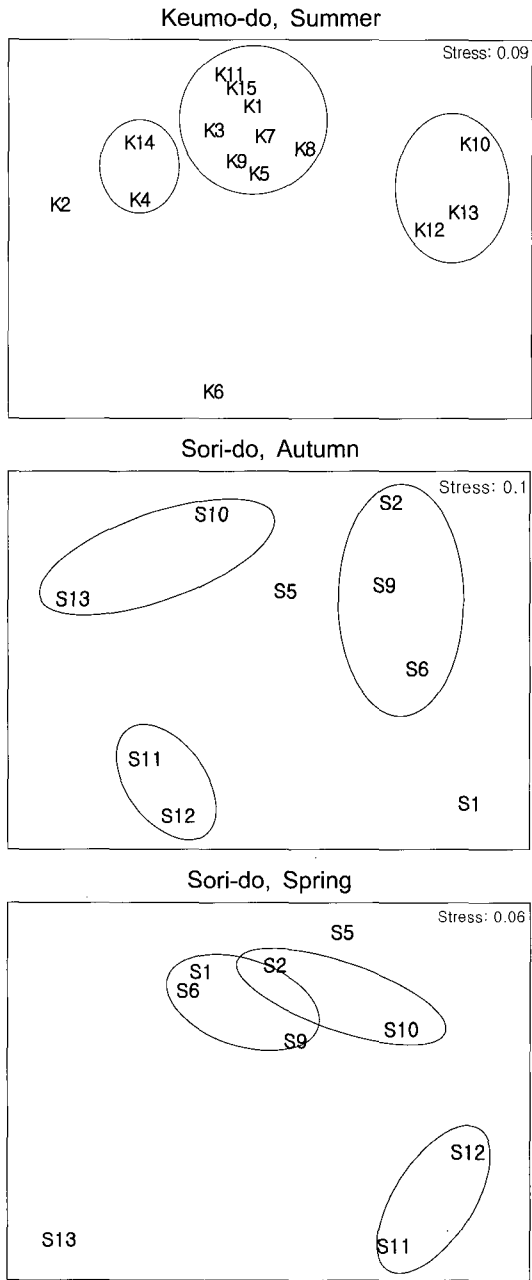 Keumo-do, Summer
Stress: 0.09
K11
K15
K1
K3
K7
K14
K8
K10
K9
K5
K4
K2
K13
K12
K6
Sori-do, Autumn
Stress: 0.1
S2
S10
S9
S5
S13
S6
S11
S1
S12
Sori-do, Spring
Stress: 0.06
S5
S2
S1
S6
S10
S9
S12
S13
S11